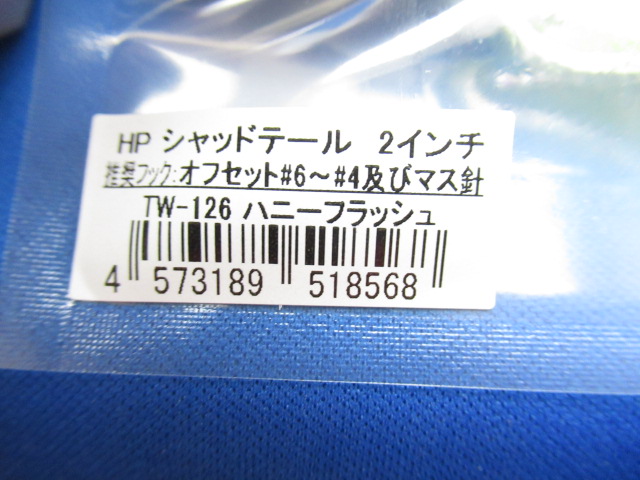 HP シャッドテール 2インチ
推奨フック:オフセット#6～#4及びマス針
TW-126 ハニーフラッシュ
4 573189 518568